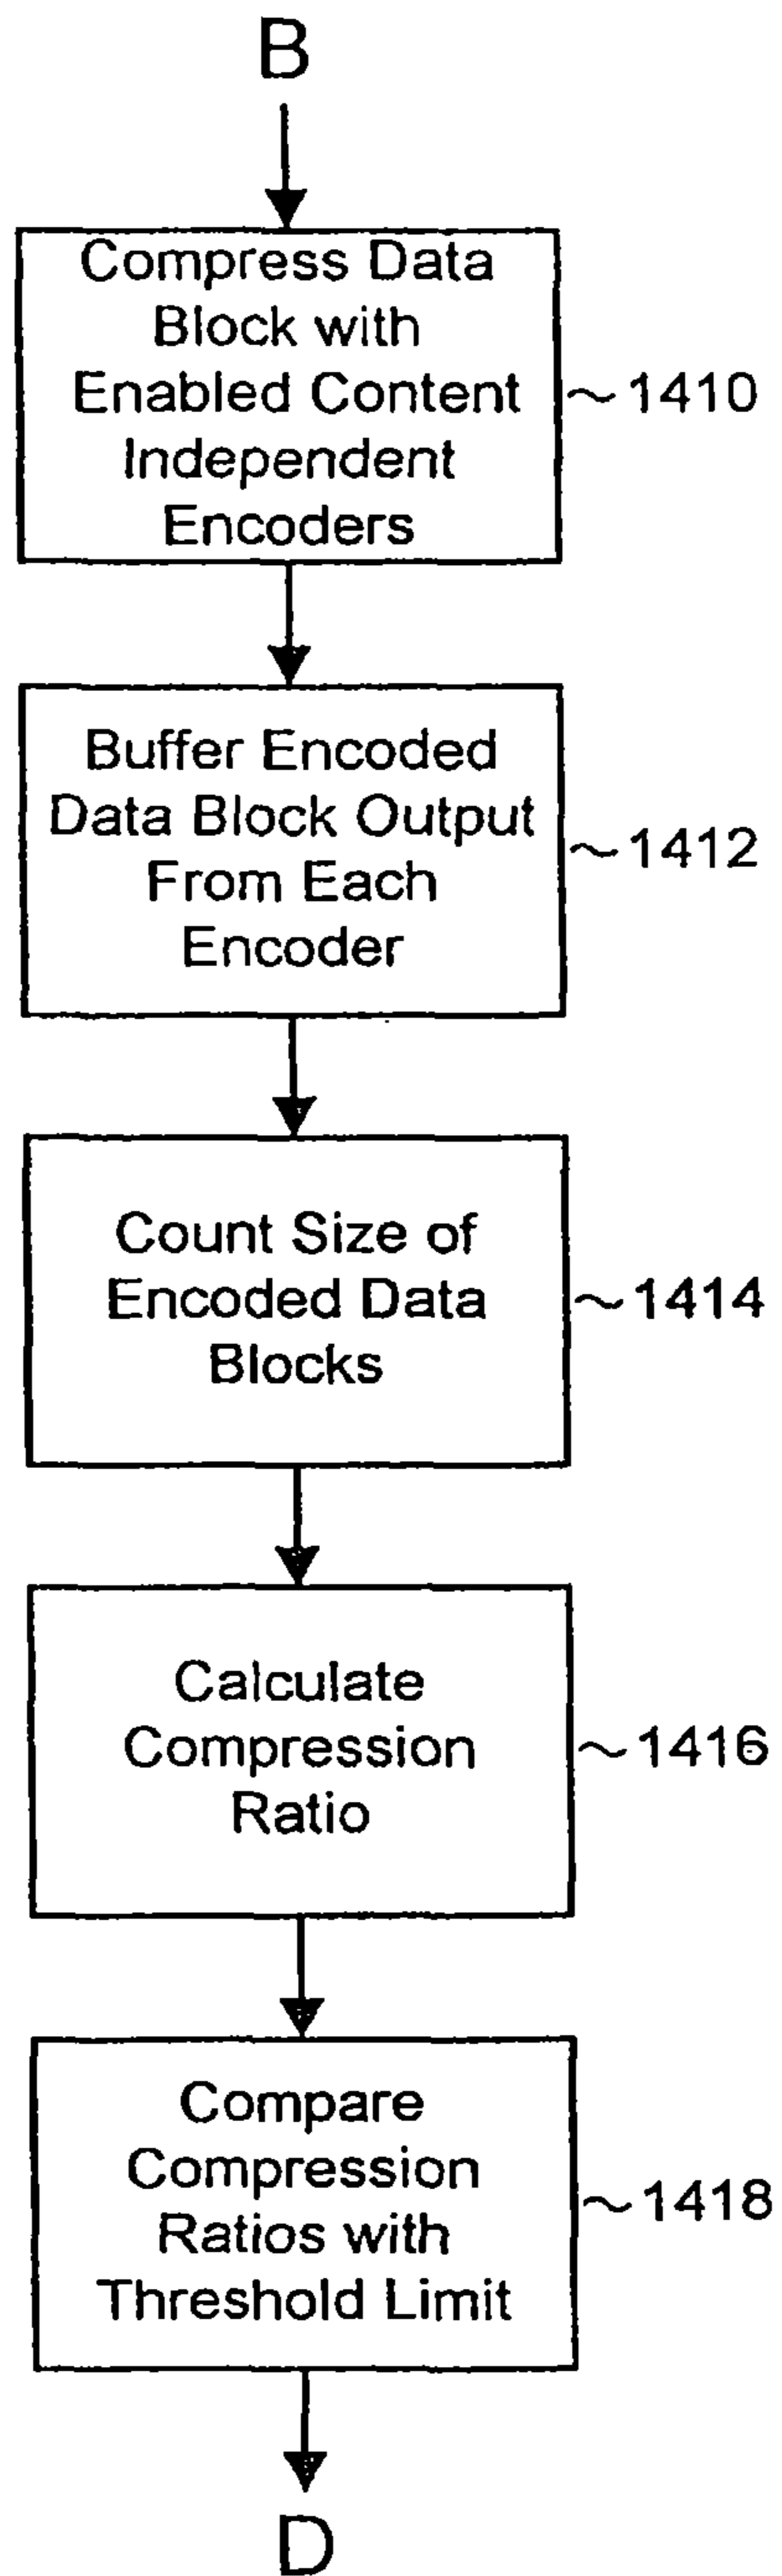 B
Compress Data
Block with
Enabled Content
Independent
Encoders
~1410
Buffer Encoded
Data Block Output
From Each
Encoder
~1412
Count Size of
Encoded Data
Blocks
~1414
Calculate
Compression
Ratio
~1416
Compare
Compression
Ratios with
Threshold Limit
~1418
D